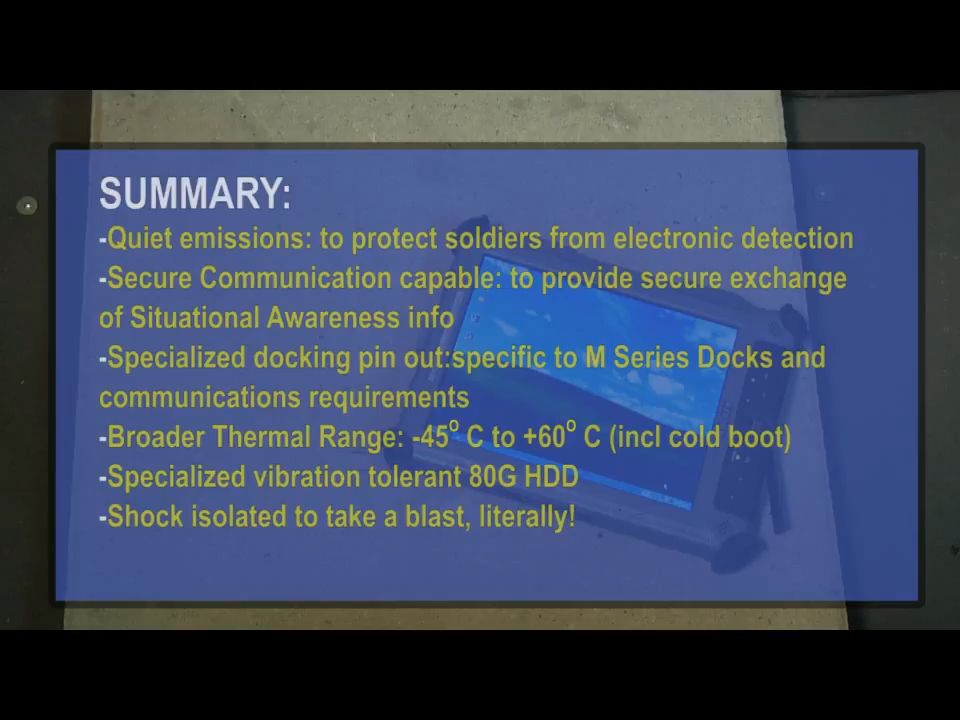 SUMMARY:
-Quiet emissions: to protect soldiers from electronic detection
-Secure Communication capable: to provide secure exchange
of Situational Awareness info
-Specialized docking pin out:specific to M Series Docks and
communications requirements
-Broader Thermal Range: -45° C to +60° C (incl cold boot)
-Specialized vibration tolerant 80G HDD
-Shock isolated to take a blast, literally!